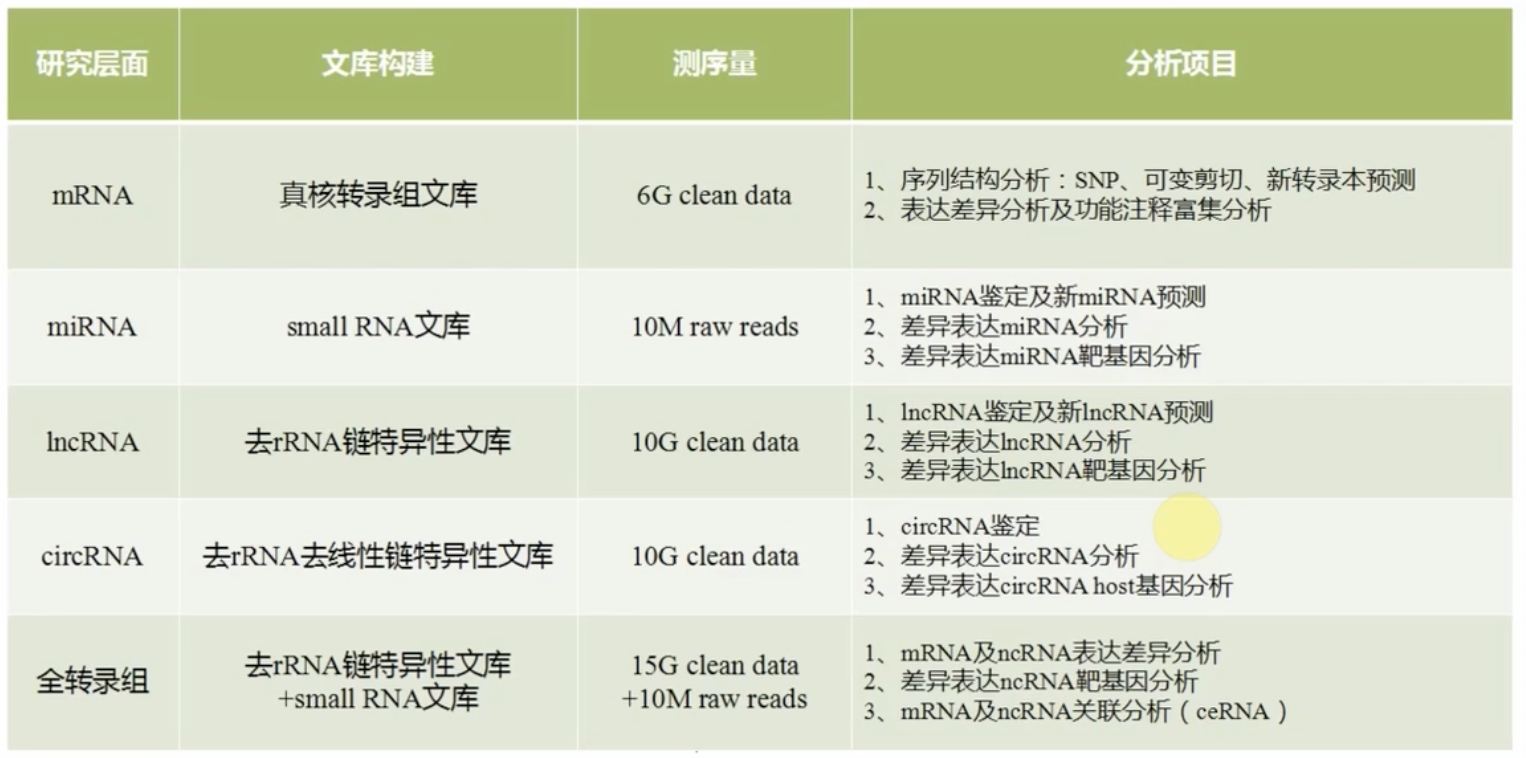 研究层面
文库构建
测序量
分析项目
mRNA
真核转录组文库
6G clean data
1、序列结构分析：SNP、可变剪切、新转录本预测
2、表达差异分析及功能注释富集分析
miRNA
small RNA文库
10M raw reads
1、miRNA鉴定及新miRNA预测
2、差异表达miRNA分析
3、差异表达miRNA靶基因分析
lncRNA
去rRNA链特异性文库
10G clean data
1、lncRNA鉴定及新lncRNA预测
2、差异表达lncRNA分析
3、差异表达lncRNA靶基因分析
circRNA
去rRNA去线性链特异性文库
10G clean data
1、circRNA鉴定
2、差异表达circRNA分析
3、差异表达circRNA host基因分析
全转录组
去rRNA链特异性文库
+small RNA文库
15G clean data
+10M raw reads
1、mRNA及ncRNA表达差异分析
2、差异表达ncRNA靶基因分析
3、mRNA及ncRNA关联分析（ceRNA）